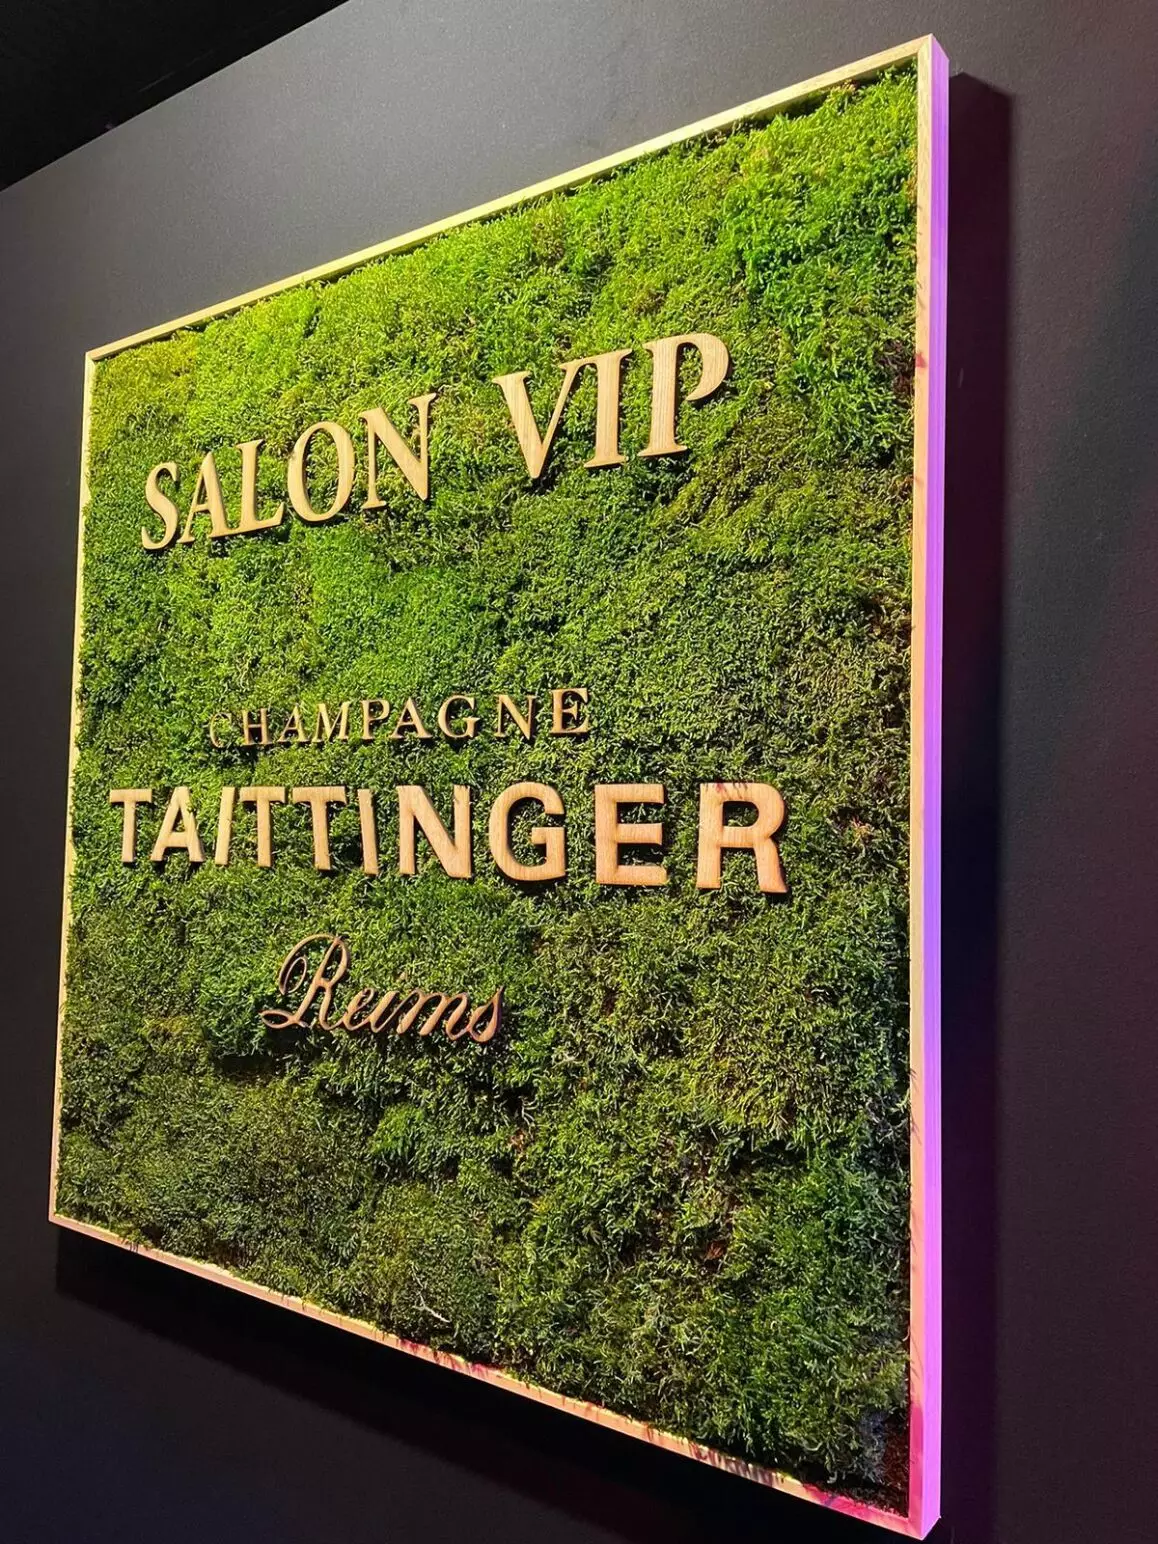 SALON VIP
CHAMPAGNE
TAITTINGER
Reims